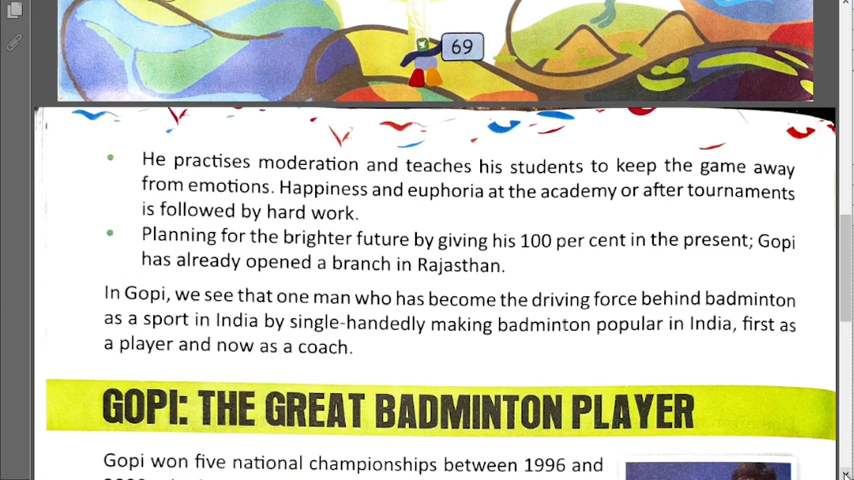 69
He practises moderation and teaches his students to keep the game away
from emotions. Happiness and euphoria at the academy or after tournaments
is followed by hard work.
Planning for the brighter future by giving his 100 per cent in the present; Gopi
has already opened a branch in Rajasthan.
In Gopi, we see that one man who has become the driving force behind badminton
as a sport in India by single-handedly making badminton popular in India, first as
a player and now as a coach.
GOPI: THE GREAT BADMINTON PLAYER
Gopi won five national championships between 1996 and